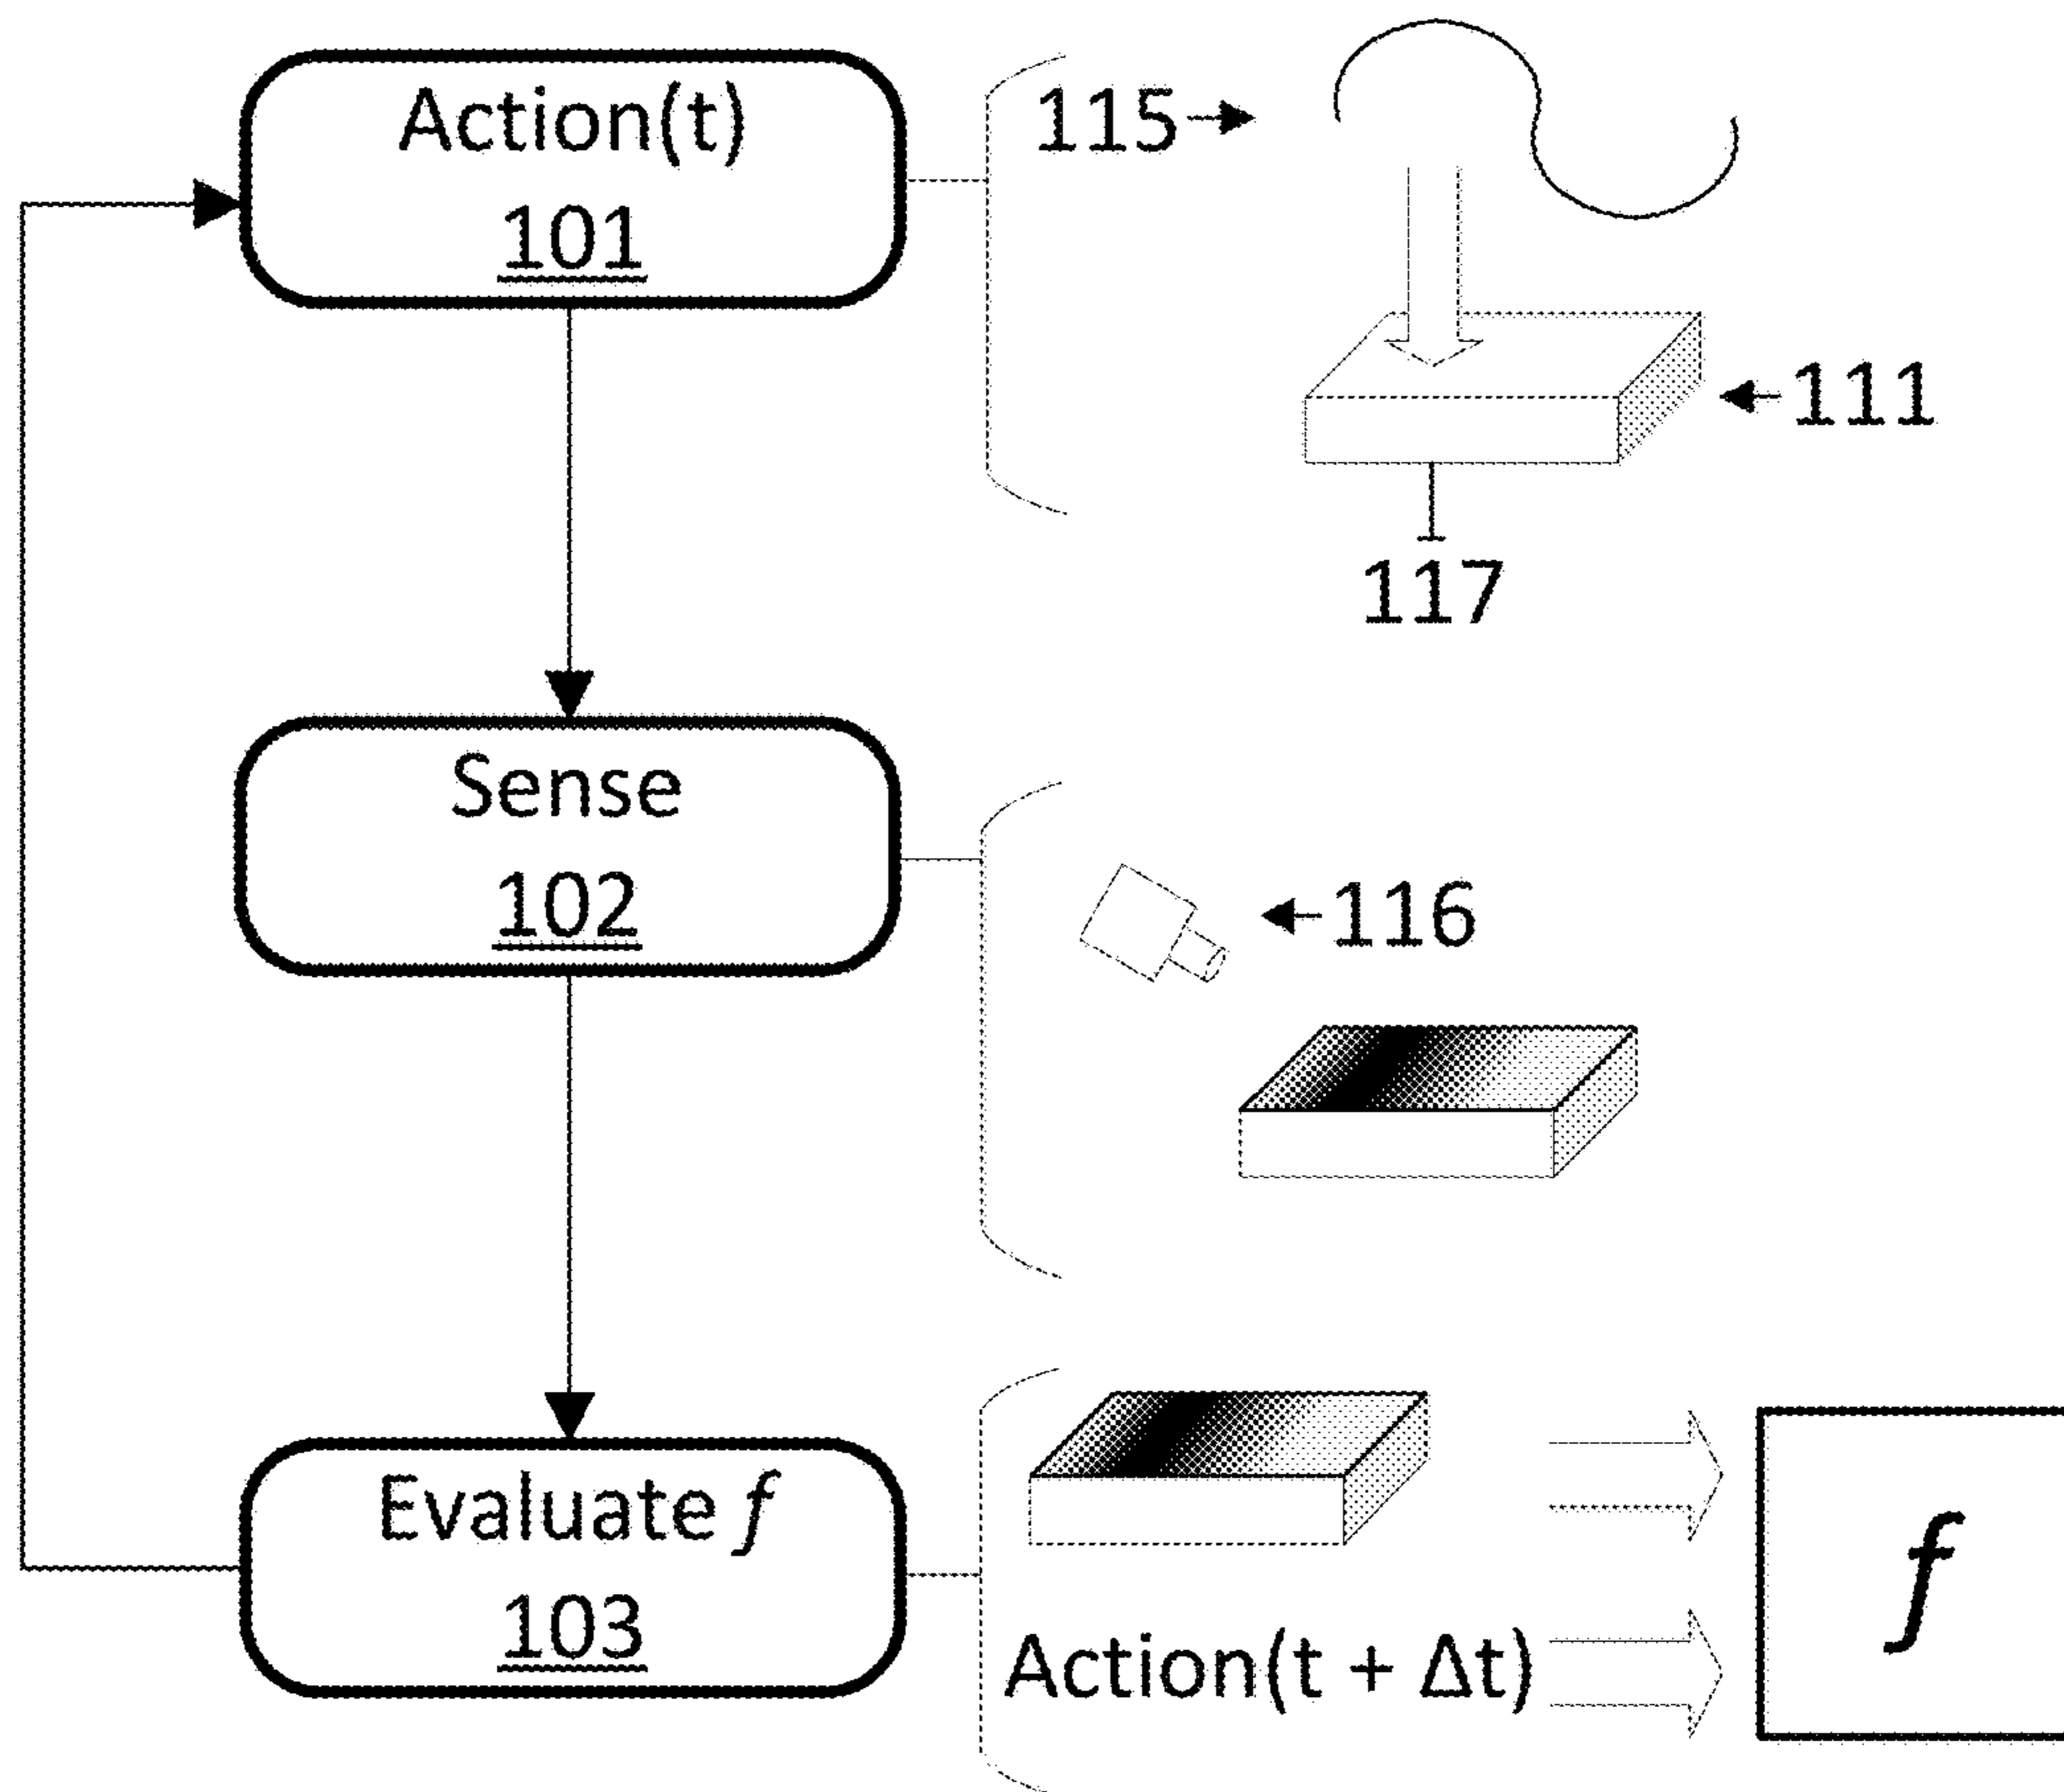 Action(t)
101
115
111
117
Sense
102
116
Evaluate f
103
Action(t + Δt)
f